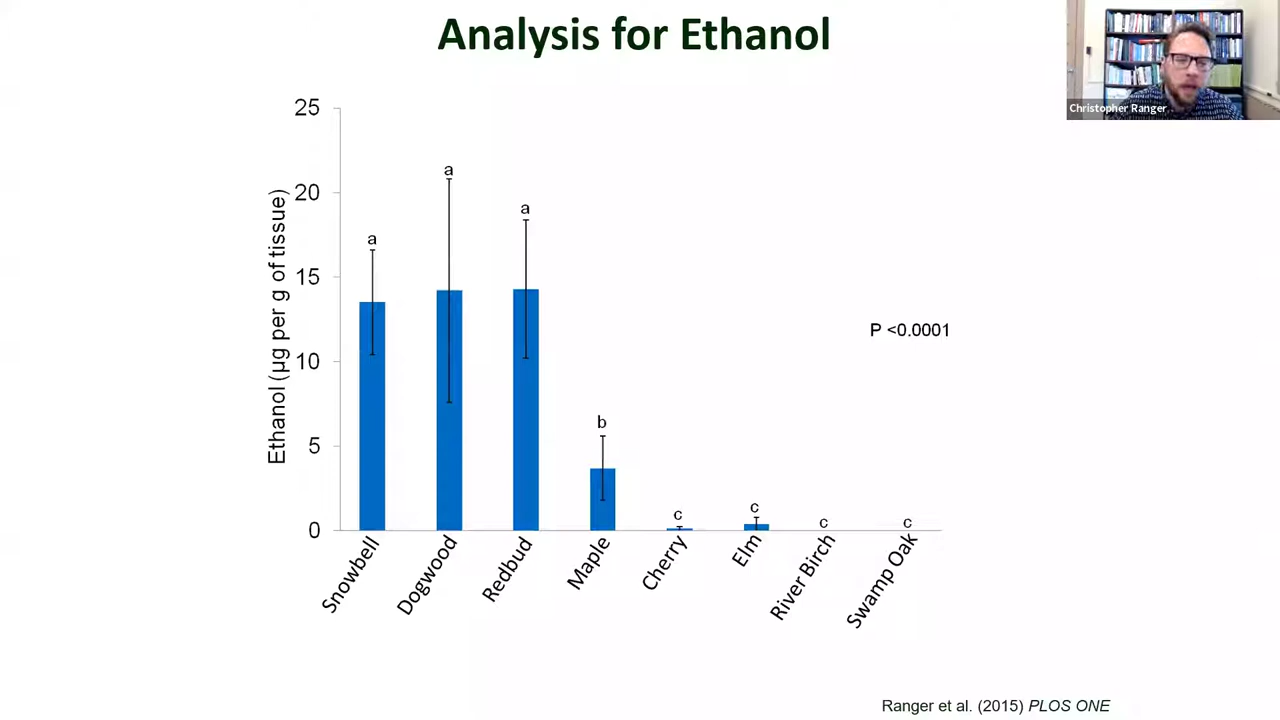 Analysis for Ethanol
Christopher Ranger
Ethanol (µg per g of tissue)
25
20
15
10
5
0
a
a
a
b
c
c
c
c
P <0.0001
Snowbell
Dogwood
Redbud
Maple
Cherry
Elm
River Birch
Swamp Oak
Ranger et al. (2015) PLOS ONE